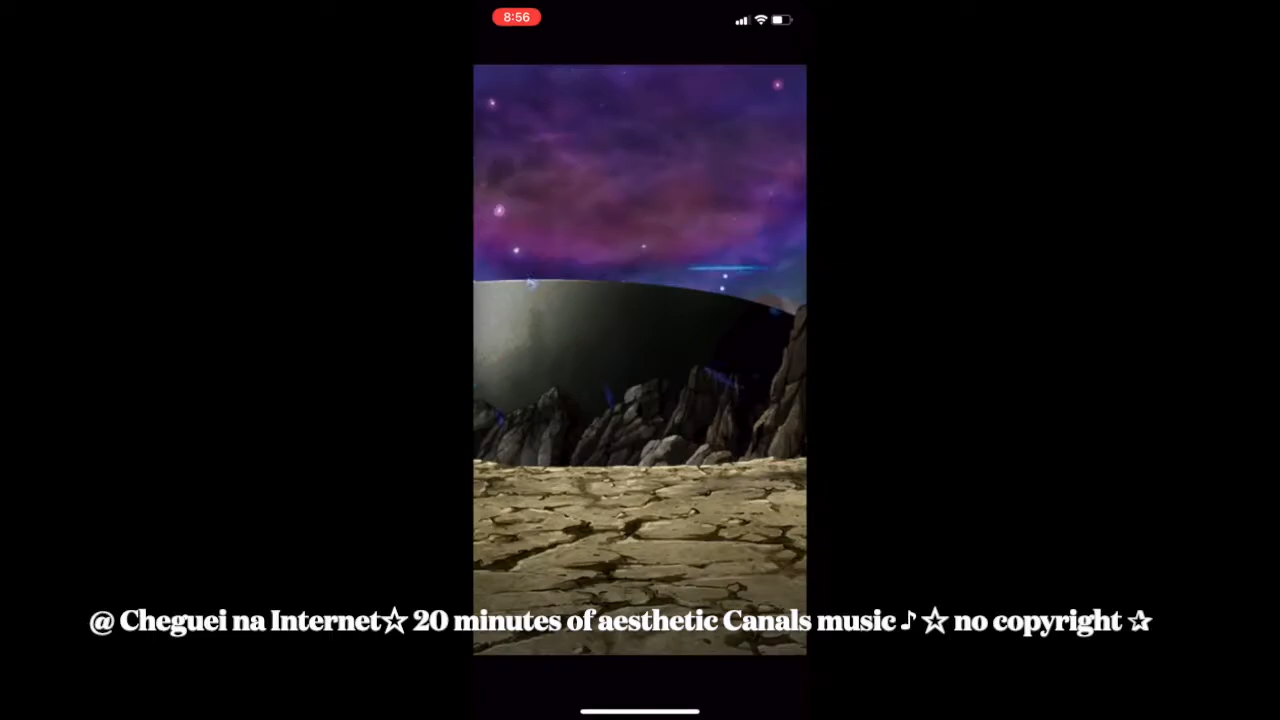 8:56
@ Cheguei na Internet☆ 20 minutes of aesthetic Canals music ♪ ☆ no copyright ✰